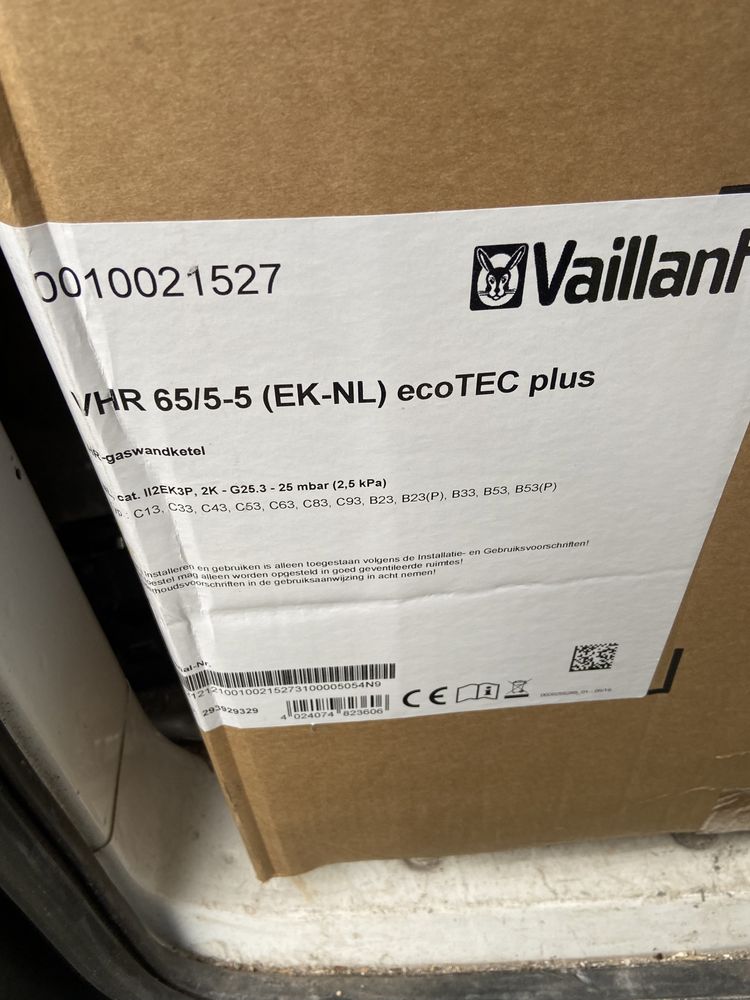 0010021527
Vaillant
VHR 65/5-5 (EK-NL) ecoTEC plus
-gaswandketel
cat. II2EK3P, 2K - G25.3 - 25 mbar (2,5 kPa)
C13, C33, C43, C53, C63, C83, C93, B23, B23(P), B33, B53, B53(P)
Installeren en gebruiken is alleen toegestaan volgens de Installatie- en Gebruiksvoorschriften!
mag alleen worden opgesteld in goed geventileerde ruimtes!
in de gebruiksaanwijzing in acht nemen!
ial-Nr.
293929329
4 024074 823606
CE